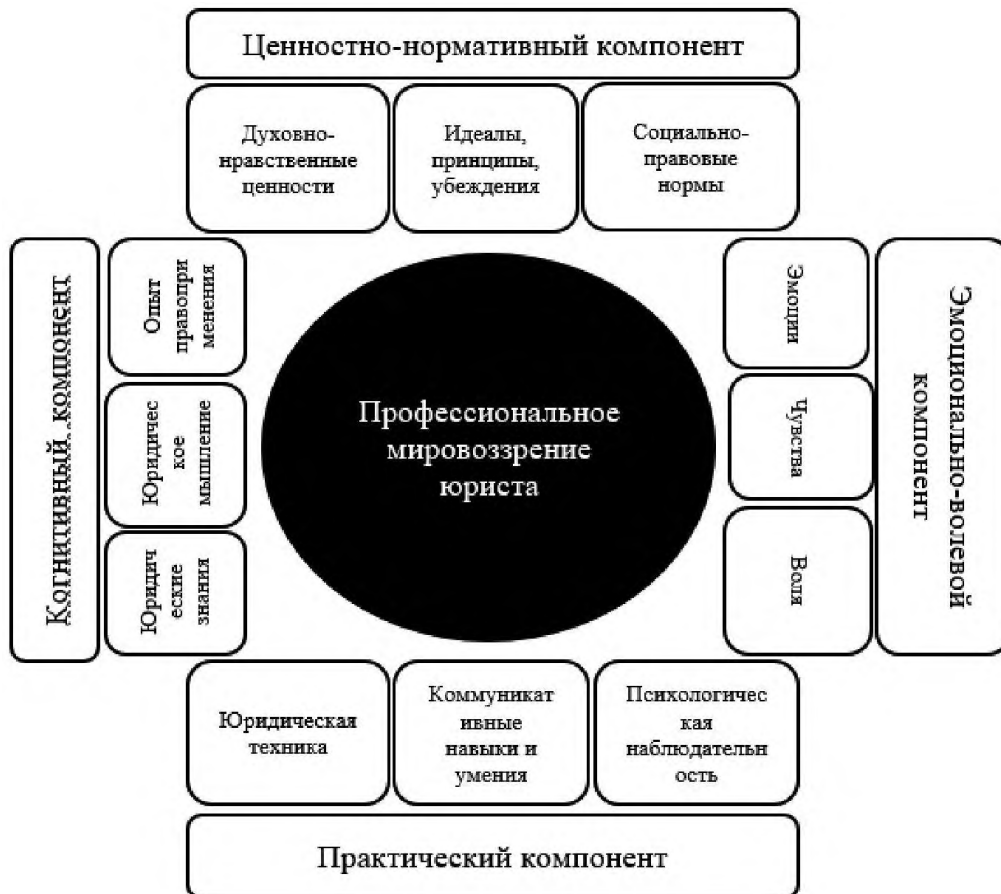 Ценностно-нормативный компонент
Духовно-
нравственные
ценности
Идеалы,
принципы,
убеждения
Социально-
правовые
нормы
Когнитивный компонент
Опыт
правопри
менения
Юридичес
кое
мышление
Юридич
еские
знания
Профессиональное
мировоззрение
юриста
Эмоции
Чувства
Воля
Эмоционально-волевой
компонент
Юридическая
техника
Коммуникат
ивные
навыки и
умения
Психологичес
кая
наблюдательн
ость
Практический компонент